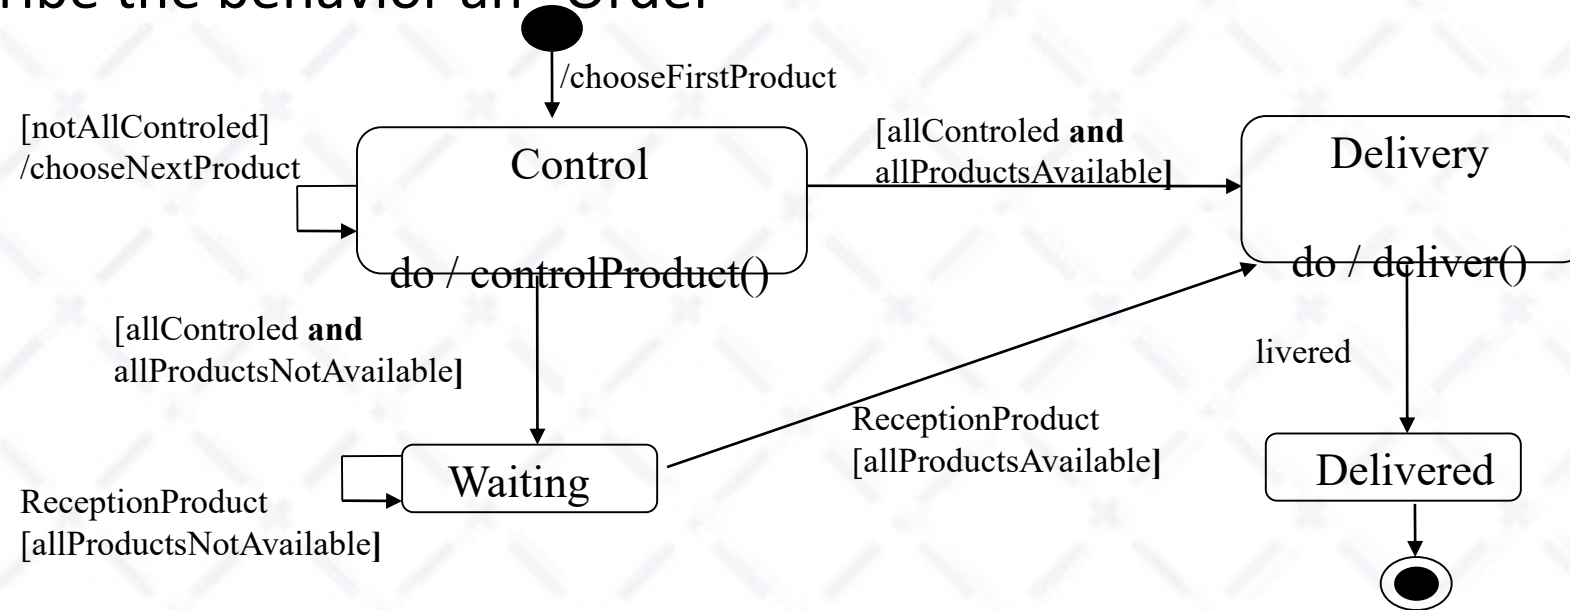 the behavior an Order
/chooseFirstProduct
[notAllControled]
/chooseNextProduct
Control
do / controlProduct()
[allControled and
allProductsAvailable]
Delivery
do / deliver()
[allControled and
allProductsNotAvailable]
livered
ReceptionProduct
[allProductsAvailable]
Waiting
Delivered
ReceptionProduct
[allProductsNotAvailable]